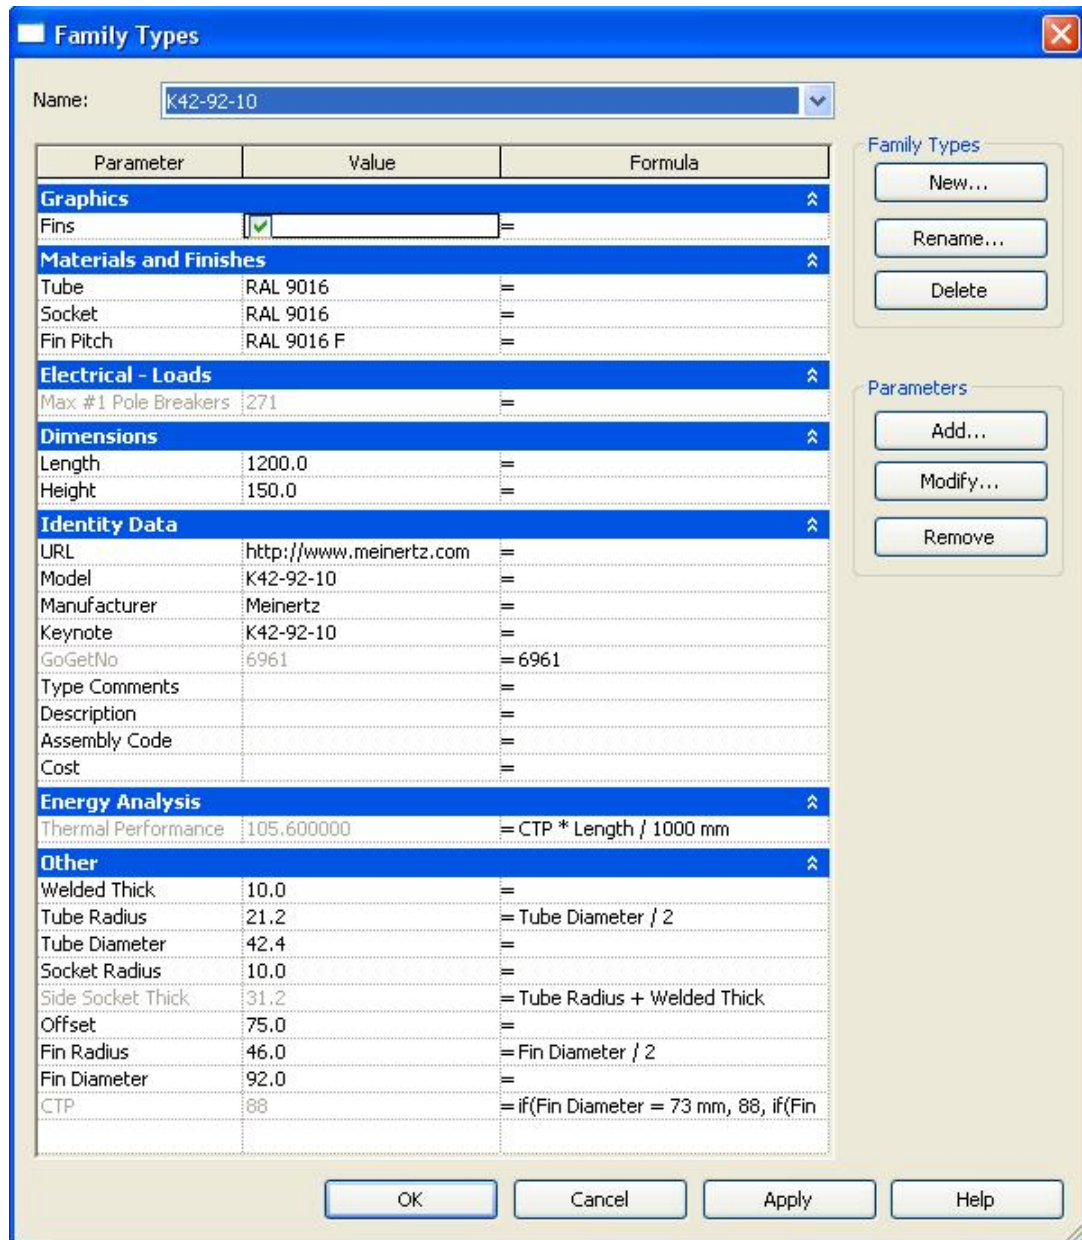 Family Types
Name: K42-92-10
Parameter Value Formula
Graphics
Fins =
Materials and Finishes
Tube RAL 9016 =
Socket RAL 9016 =
Fin Pitch RAL 9016 F =
Electrical - Loads
Max #1 Pole Breakers 271 =
Dimensions
Length 1200.0 =
Height 150.0 =
Identity Data
URL http://www.meinertz.com =
Model K42-92-10 =
Manufacturer Meinertz =
Keynote K42-92-10 =
GoGetNo 6961 = 6961
Type Comments =
Description =
Assembly Code =
Cost =
Energy Analysis
Thermal Performance 105.600000 = CTP * Length / 1000 mm
Other
Welded Thick 10.0 =
Tube Radius 21.2 = Tube Diameter / 2
Tube Diameter 42.4 =
Socket Radius 10.0 =
Side Socket Thick 31.2 = Tube Radius + Welded Thick
Offset 75.0 =
Fin Radius 46.0 = Fin Diameter / 2
Fin Diameter 92.0 =
CTP 88 = if(Fin Diameter = 73 mm, 88, if(Fin
Family Types
New...
Rename...
Delete
Parameters
Add...
Modify...
Remove
OK Cancel Apply Help